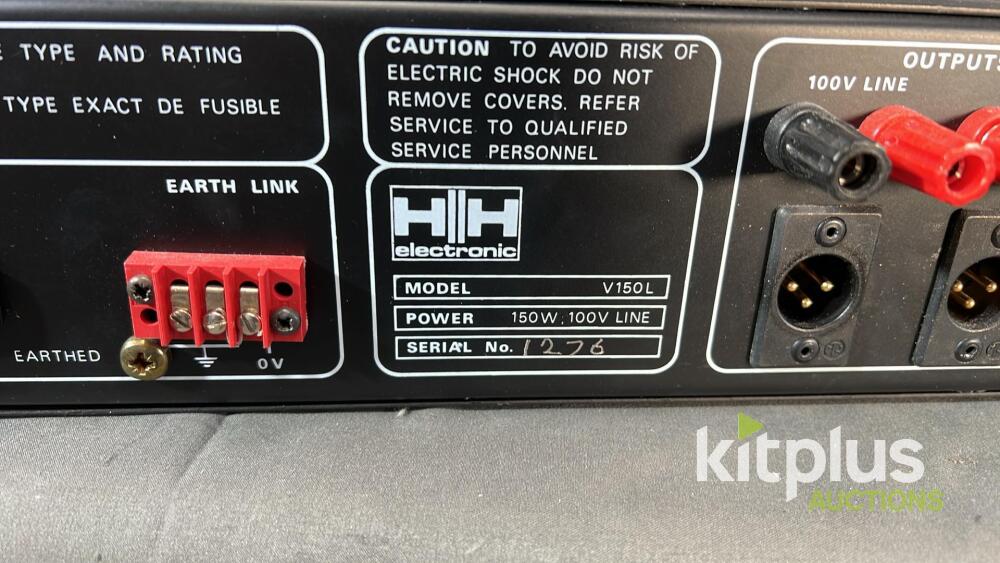 TYPE AND RATING
TYPE EXACT DE FUSIBLE
CAUTION TO AVOID RISK OF
ELECTRIC SHOCK DO NOT
REMOVE COVERS. REFER
SERVICE TO QUALIFIED
SERVICE PERSONNEL
OUTPUTS
100V LINE
EARTH LINK
EARTHED
0V
HH
electronic
MODEL V150L
POWER 150W; 100V LINE
SERIAL No. 1276
kitplus
AUCTIONS